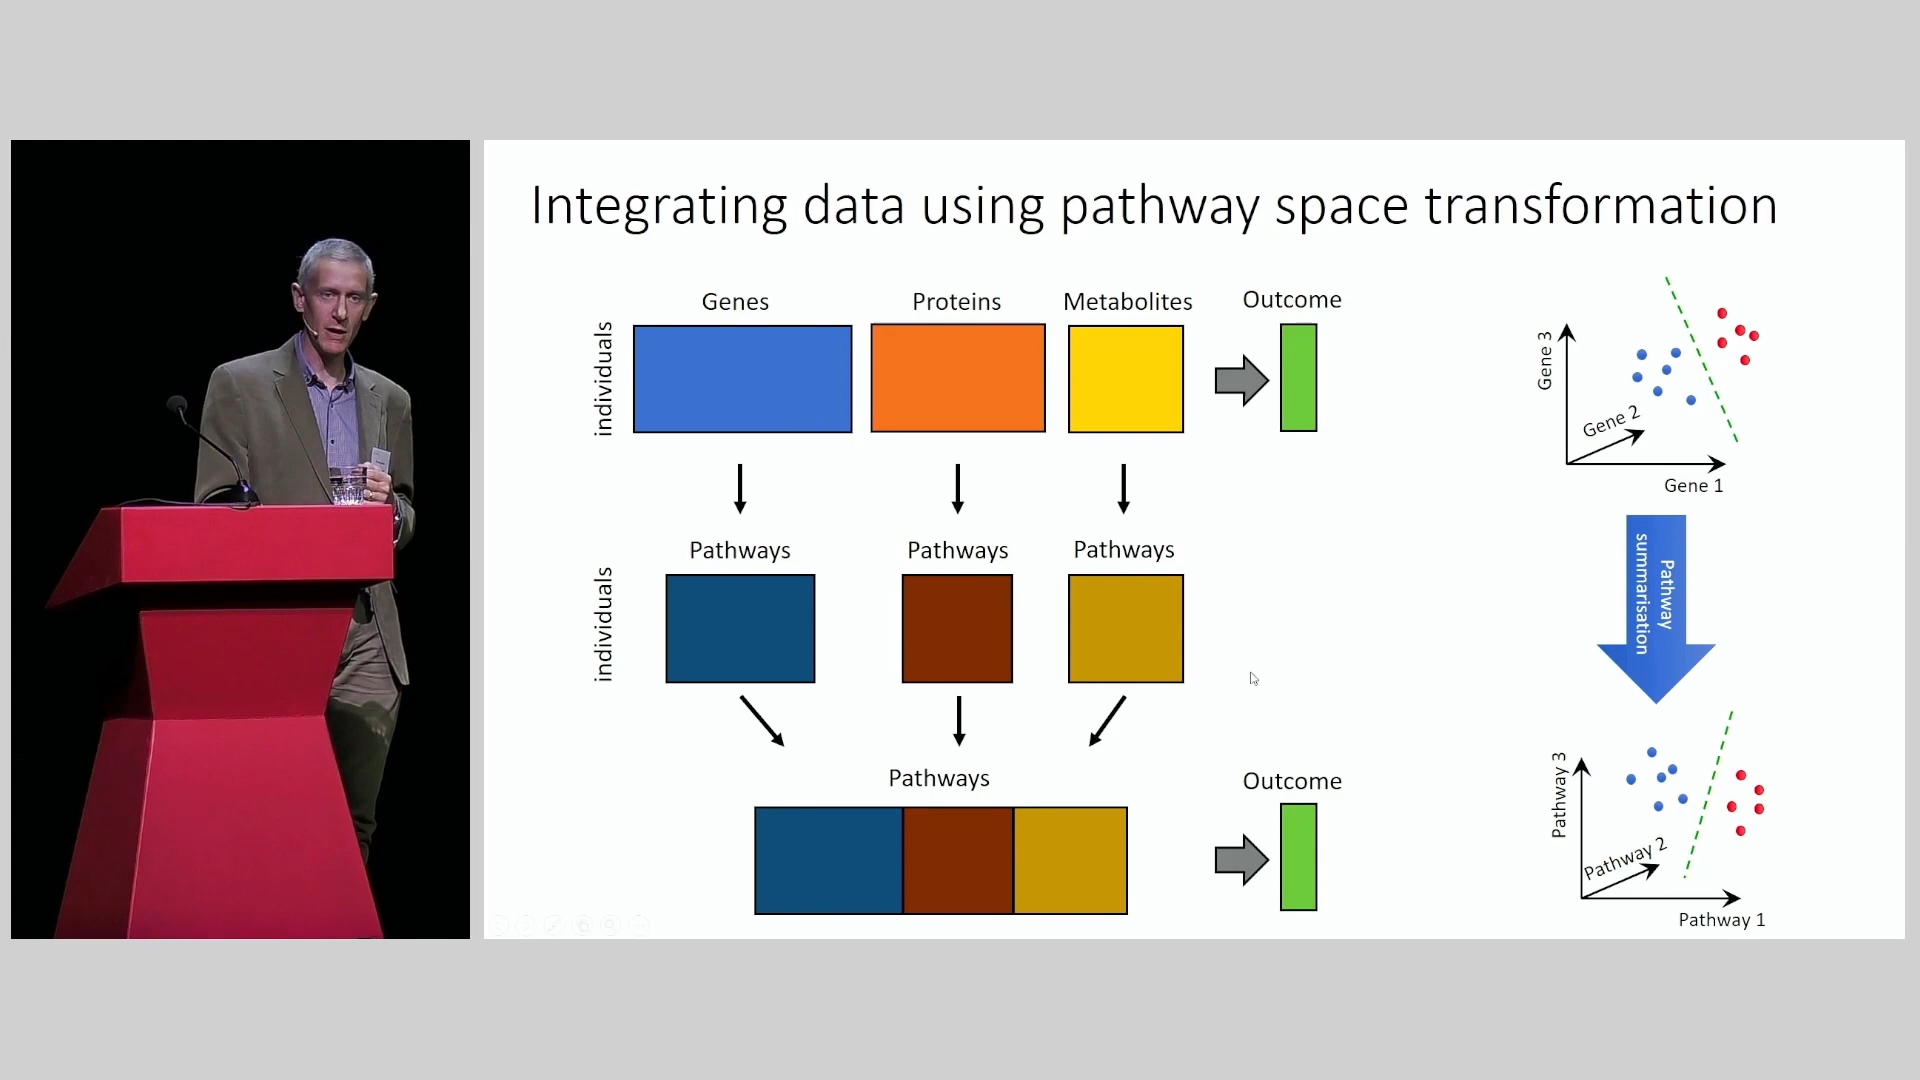 Integrating data using pathway space transformation
Genes
Proteins
Metabolites
Outcome
individuals
Pathways
Pathways
Pathways
individuals
Pathways
Outcome
Gene 3
Gene 2
Gene 1
Pathway
summarisation
Pathway 3
Pathway 2
Pathway 1